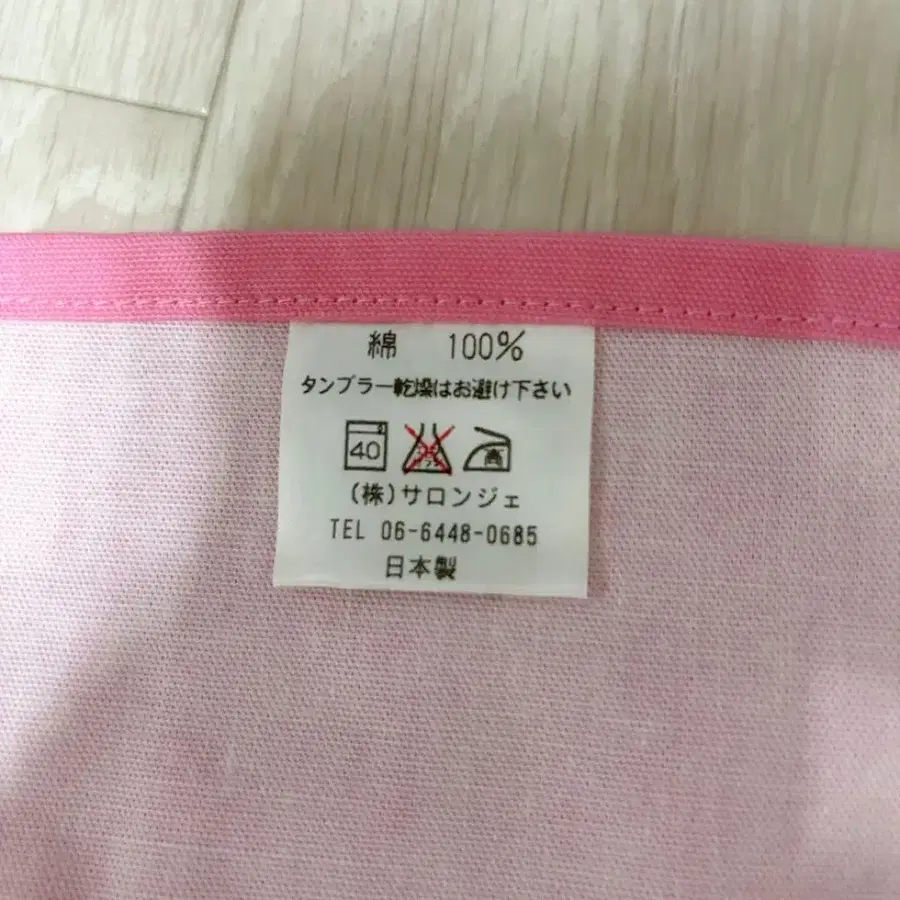 綿 100%
タンブラー乾燥はお避け下さい
40 高
(株)サロンジェ
TEL 06-6448-0685
日本製